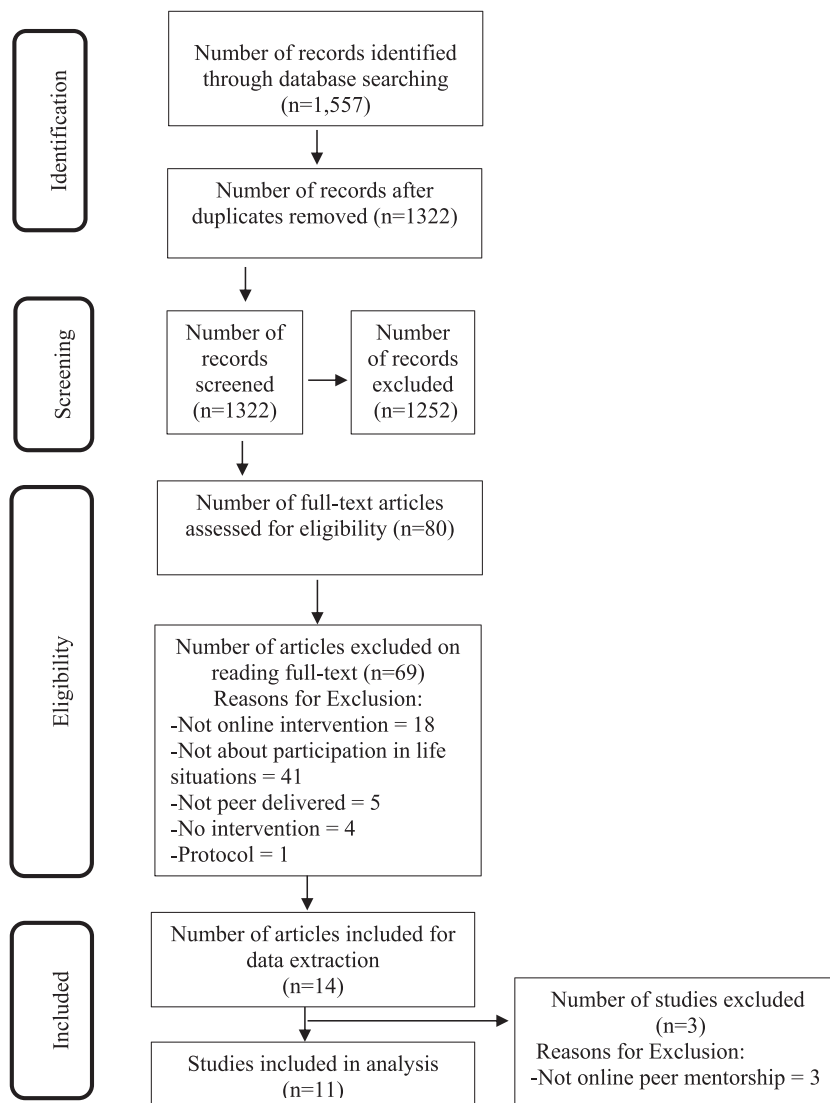 Identification
Number of records identified
through database searching
(n=1,557)
Number of records after
duplicates removed (n=1322)
Screening
Number of
records
screened
(n=1322)
Number
of records
excluded
(n=1252)
Eligibility
Number of full-text articles
assessed for eligibility (n=80)
Number of articles excluded on
reading full-text (n=69)
Reasons for Exclusion:
-Not online intervention = 18
-Not about participation in life
situations = 41
-Not peer delivered = 5
-No intervention = 4
-Protocol = 1
Included
Number of articles included for
data extraction
(n=14)
Number of studies excluded
(n=3)
Reasons for Exclusion:
-Not online peer mentorship = 3
Studies included in analysis
(n=11)